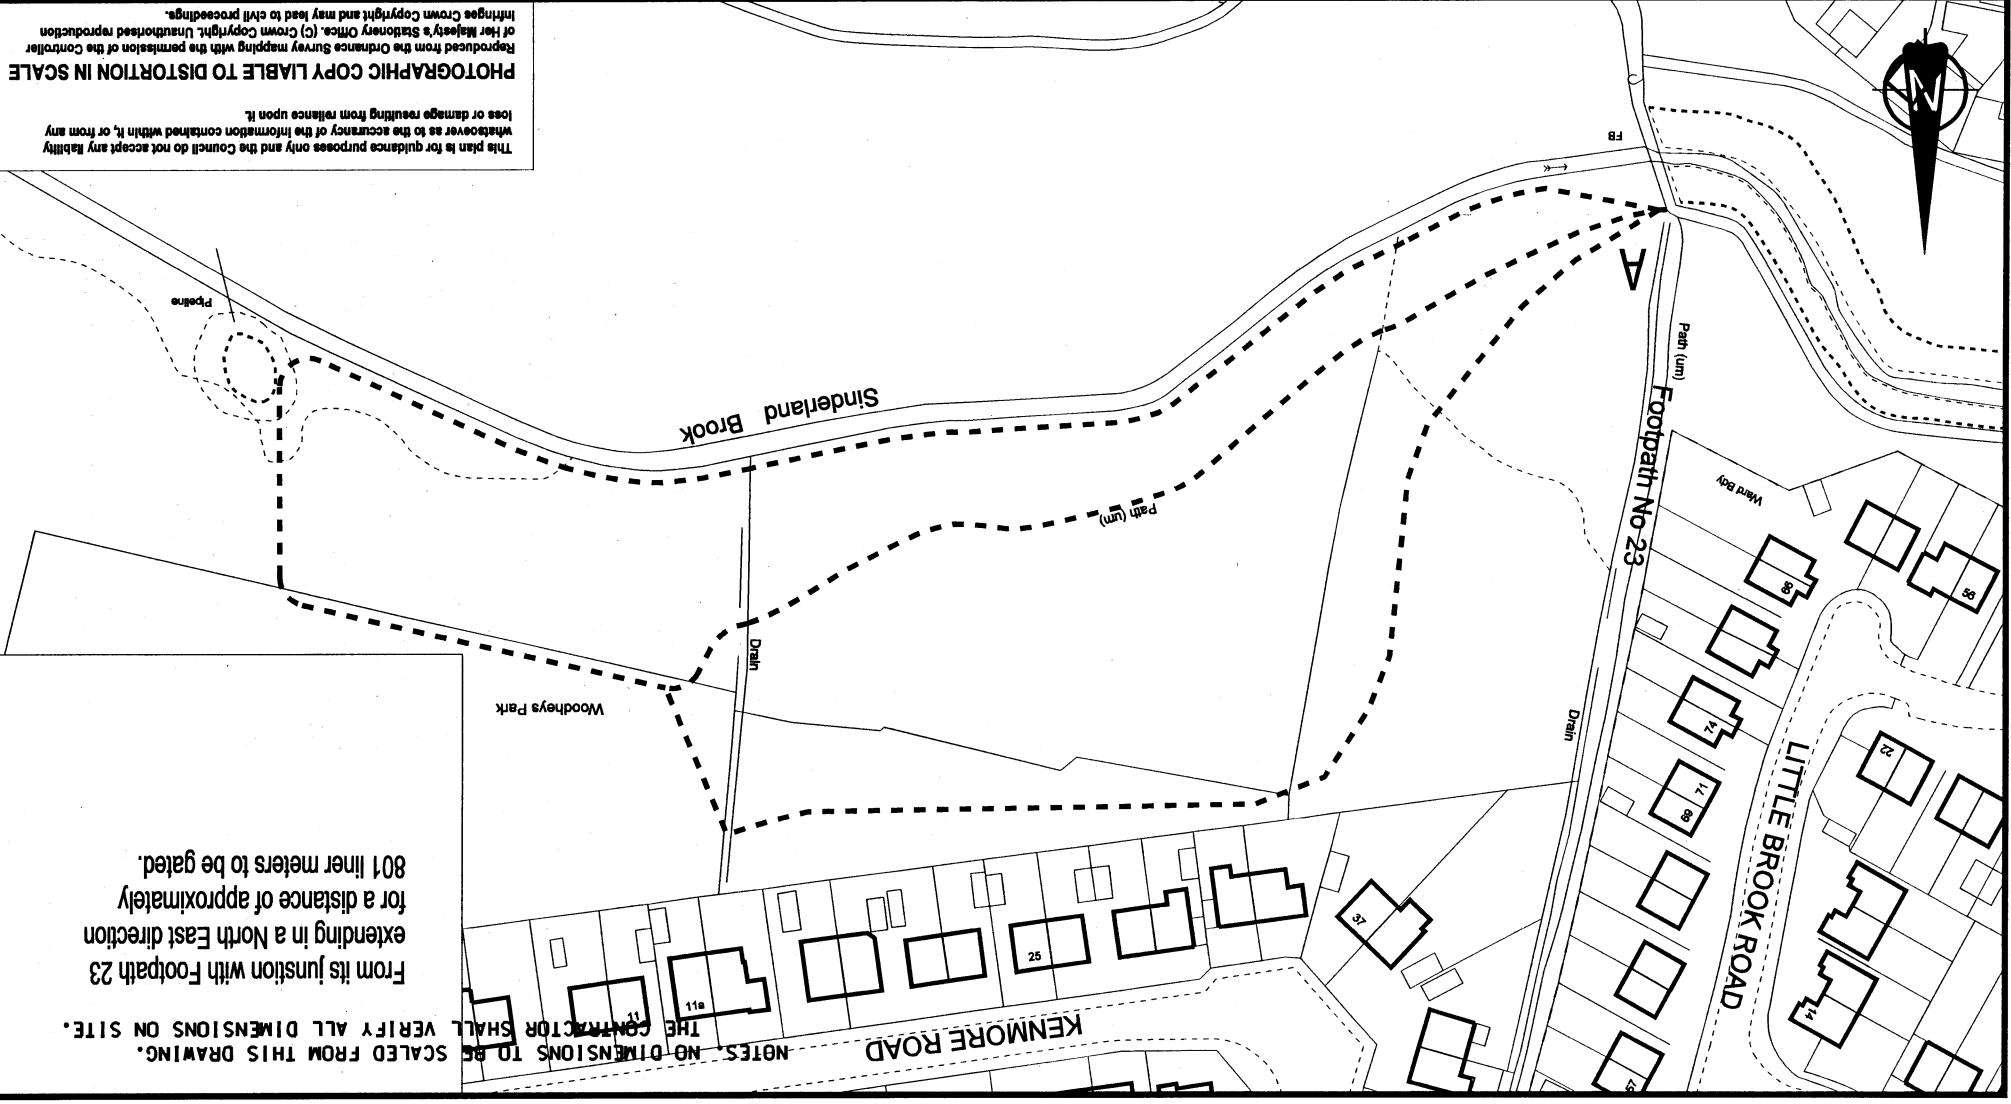 NOTES. NO DIMENSIONS TO BE SCALED FROM THIS DRAWING.
THE CONTRACTOR SHALL VERIFY ALL DIMENSIONS ON SITE.
From its junstion with Footpath 23
extending in a North East direction
for a distance of approximately
801 liner meters to be gated.
KENMORE ROAD
LITTLE BROOK ROAD
57
14
37
25
11a
11
69
71
74
22
86
56
Drain
Woodheys Park
Drain
Ward Bdy
Footpath No 23
Path (um)
Path (um)
Sinderland Brook
Pipeline
A
FB
N
This plan is for guidance purposes only and the Council do not accept any liability
whatsoever as to the accurancy of the information contained within it, or from any
loss or damage resulting from reliance upon it.
PHOTOGRAPHIC COPY LIABLE TO DISTORTION IN SCALE
Reproduced from the Ordnance Survey mapping with the permission of the Controller
of Her Majesty's Stationery Office. (C) Crown Copyright. Unauthorised reproduction
infringes Crown Copyright and may lead to civil proceedings.